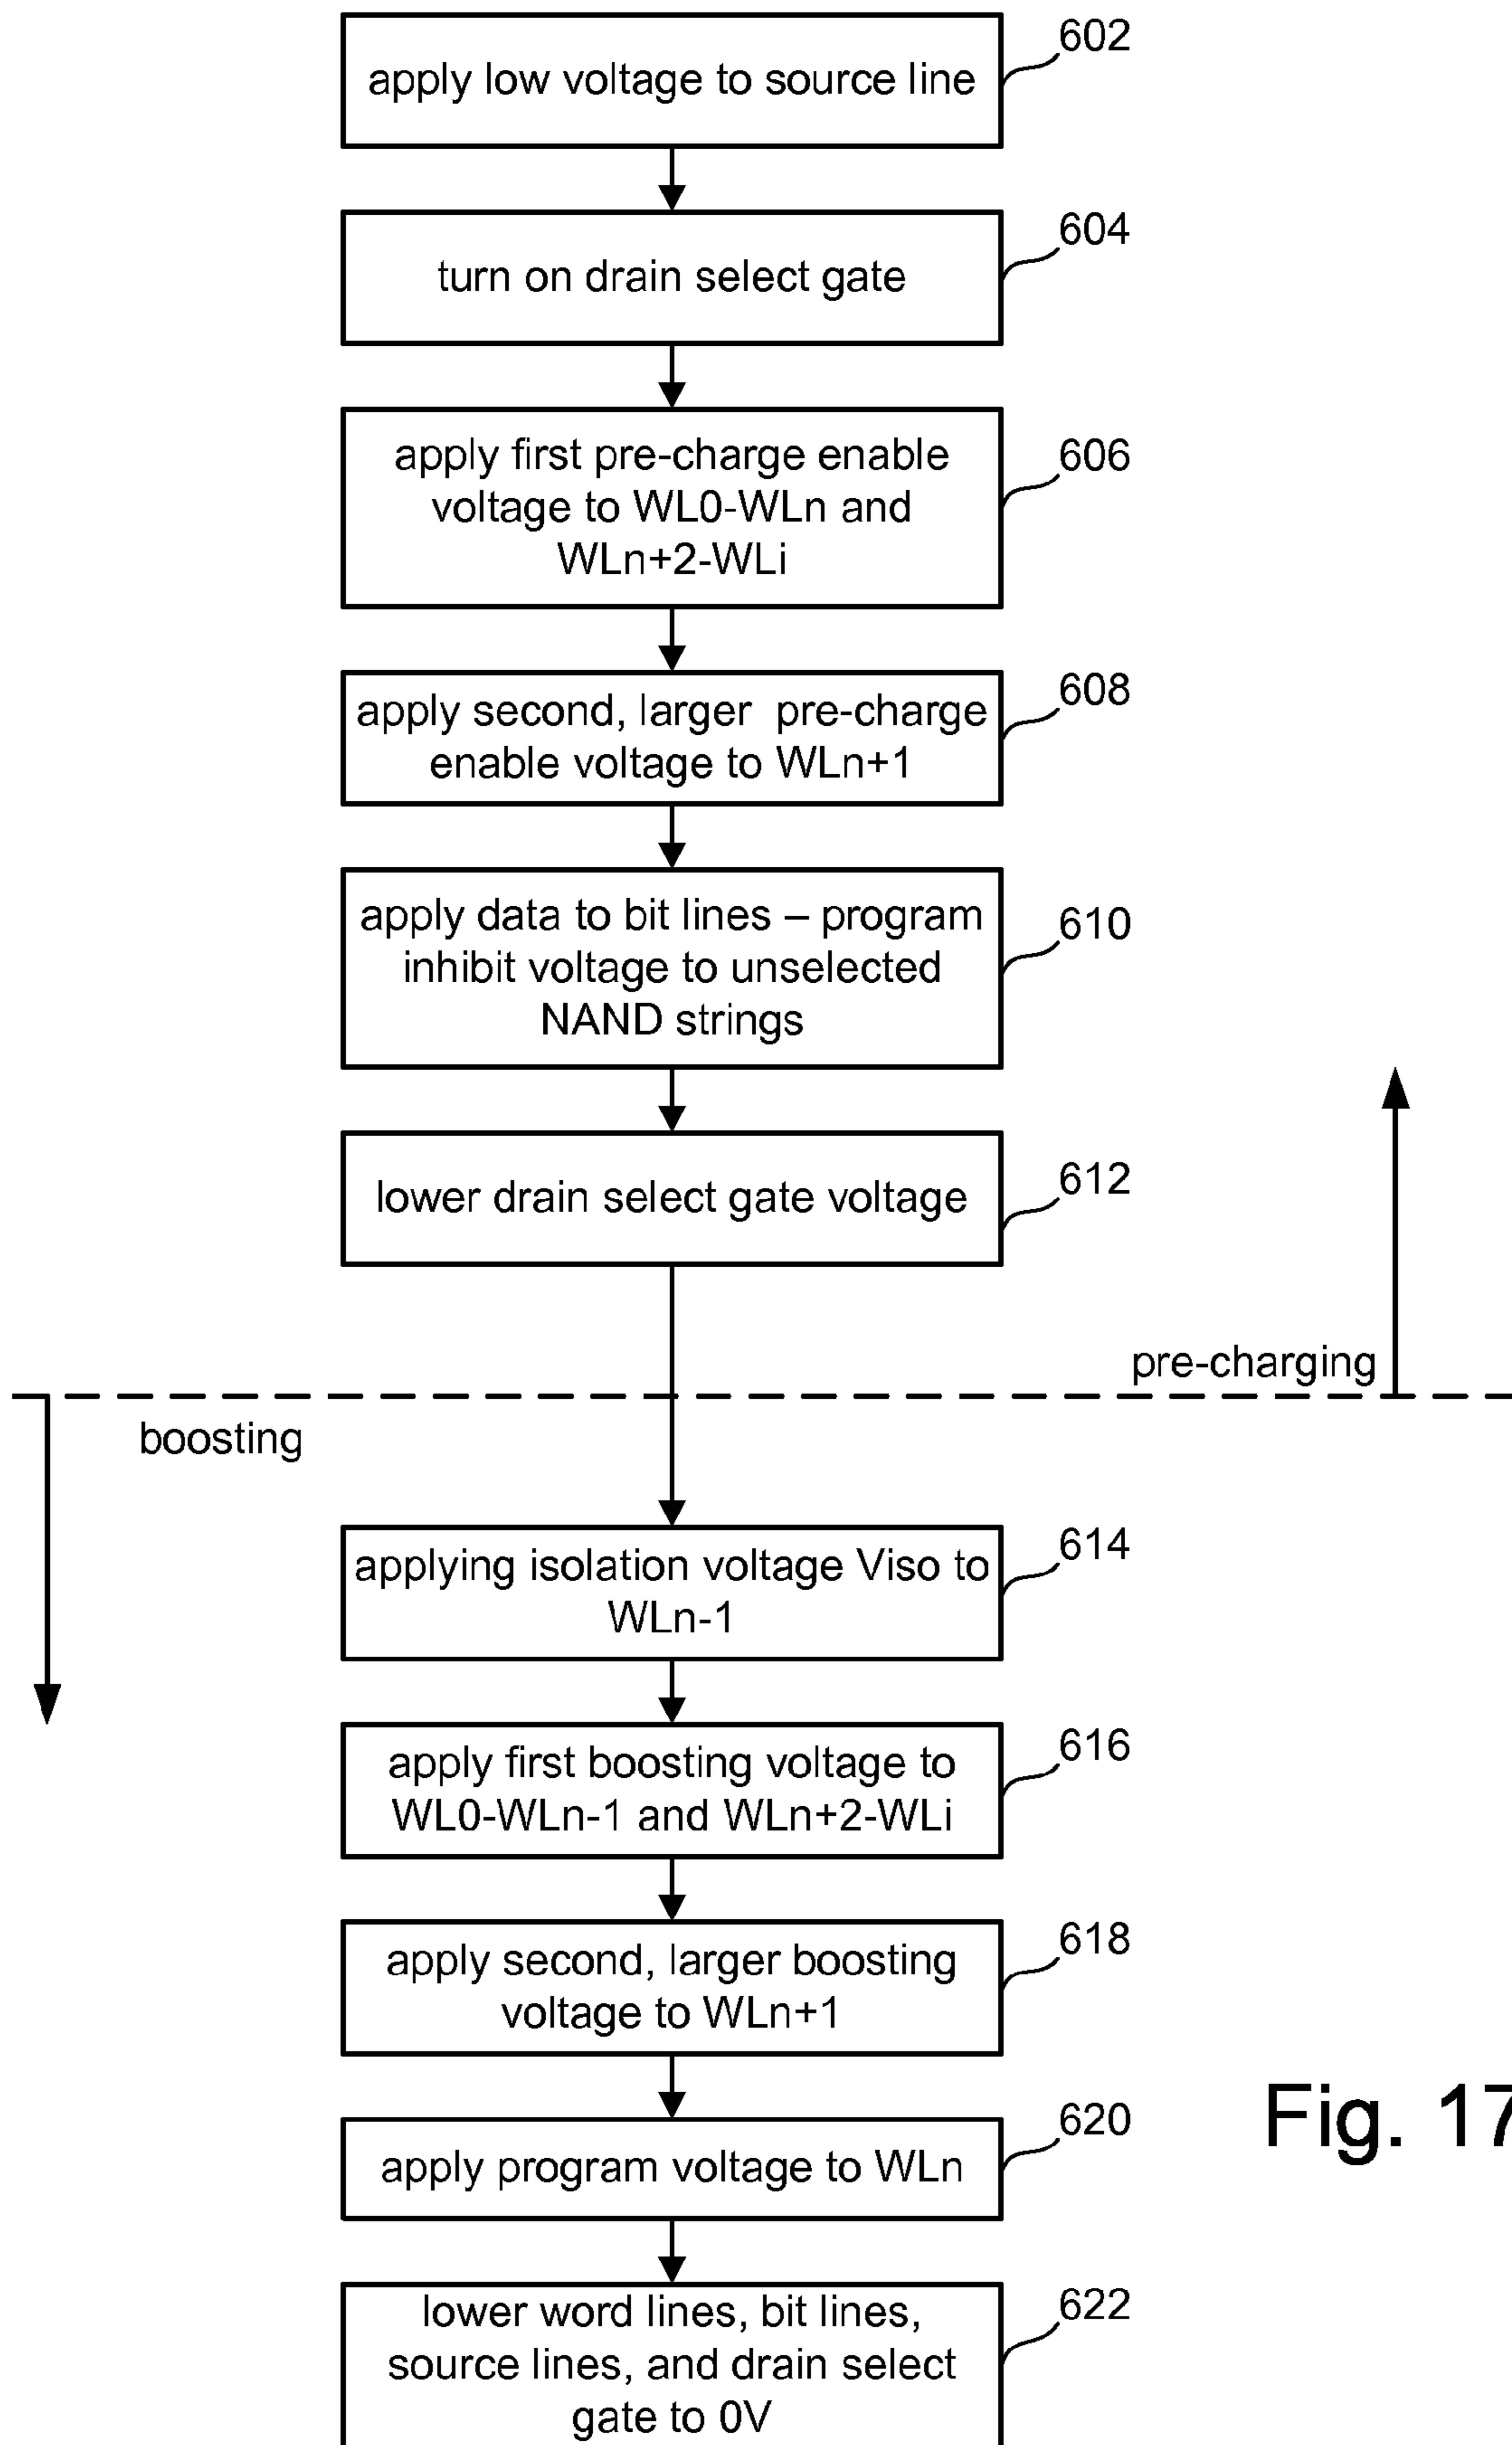 602
apply low voltage to source line
604
turn on drain select gate
606
apply first pre-charge enable
voltage to WL0-WLn and
WLn+2-WLi
608
apply second, larger pre-charge
enable voltage to WLn+1
610
apply data to bit lines – program
inhibit voltage to unselected
NAND strings
612
lower drain select gate voltage
pre-charging
boosting
614
applying isolation voltage Viso to
WLn-1
616
apply first boosting voltage to
WL0-WLn-1 and WLn+2-WLi
618
apply second, larger boosting
voltage to WLn+1
620
apply program voltage to WLn
Fig. 17
622
lower word lines, bit lines,
source lines, and drain select
gate to 0V